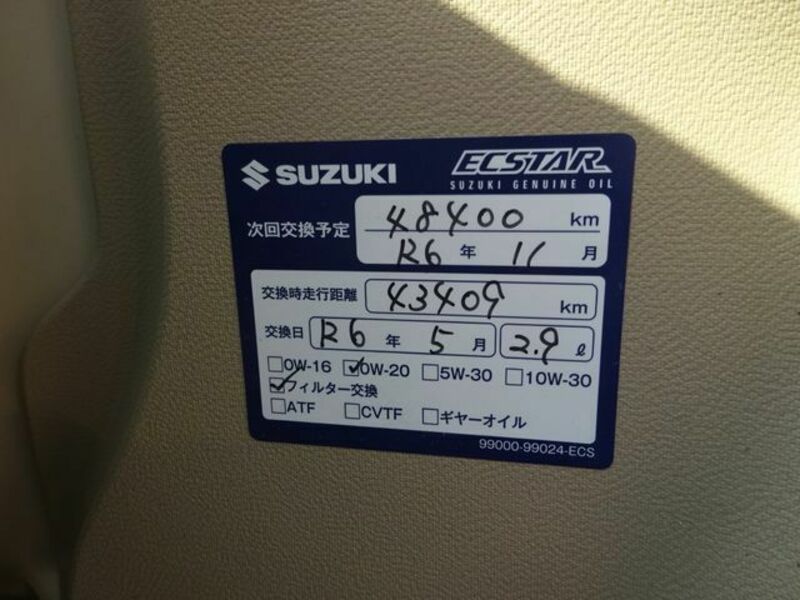 SUZUKI
ECSTAR
SUZUKI GENUINE OIL
次回交換予定 48400 km
R6 年 11 月
交換時走行距離 43409 km
交換日 R6 年 5 月 2.9 ℓ
□0W-16 ☑0W-20 □5W-30 □10W-30
☑フィルター交換
□ATF □CVTF □ギヤーオイル
99000-99024-ECS